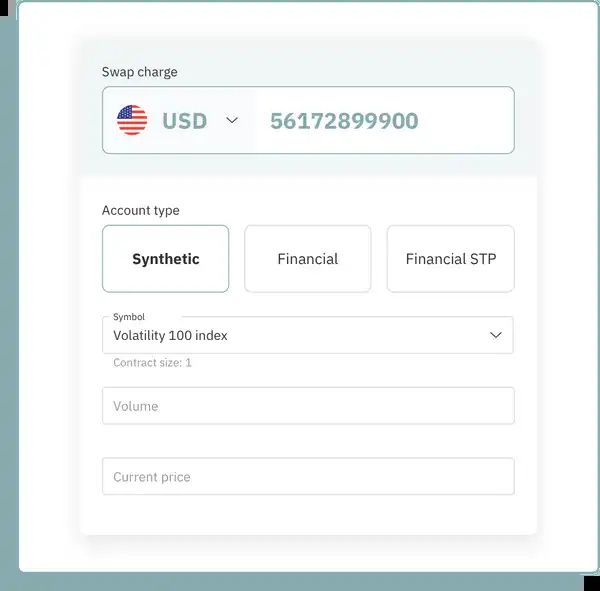 Swap charge
USD 56172899900
Account type
Synthetic Financial Financial STP
Symbol
Volatility 100 index
Contract size: 1
Volume
Current price